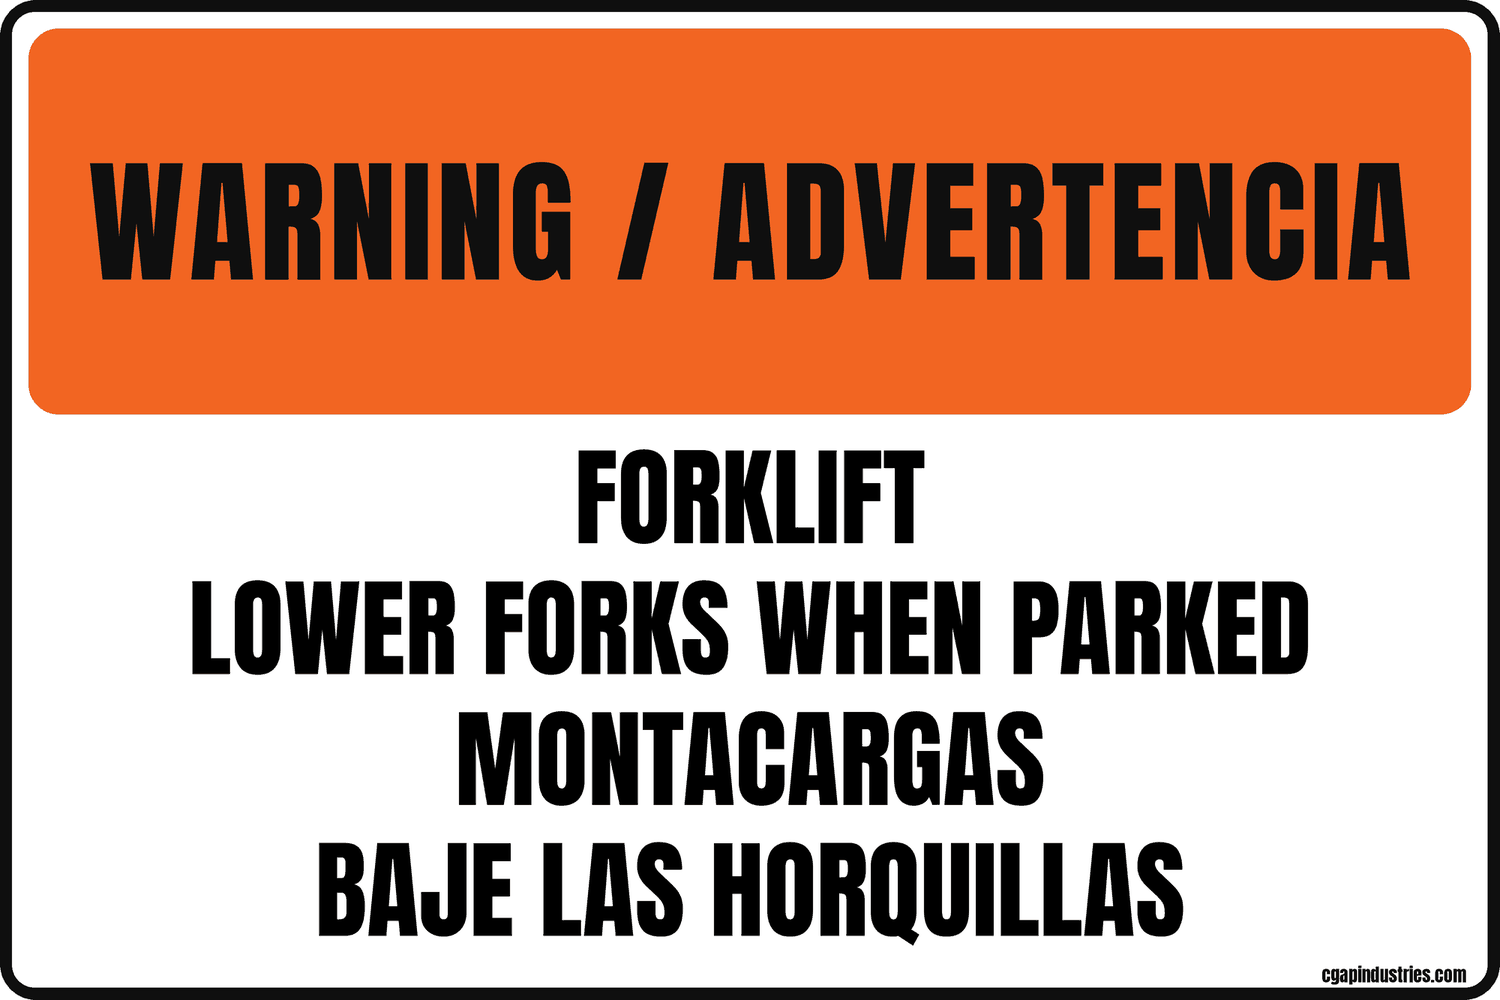 WARNING / ADVERTENCIA
FORKLIFT
LOWER FORKS WHEN PARKED
MONTACARGAS
BAJE LAS HORQUILLAS
cgapindustries.com